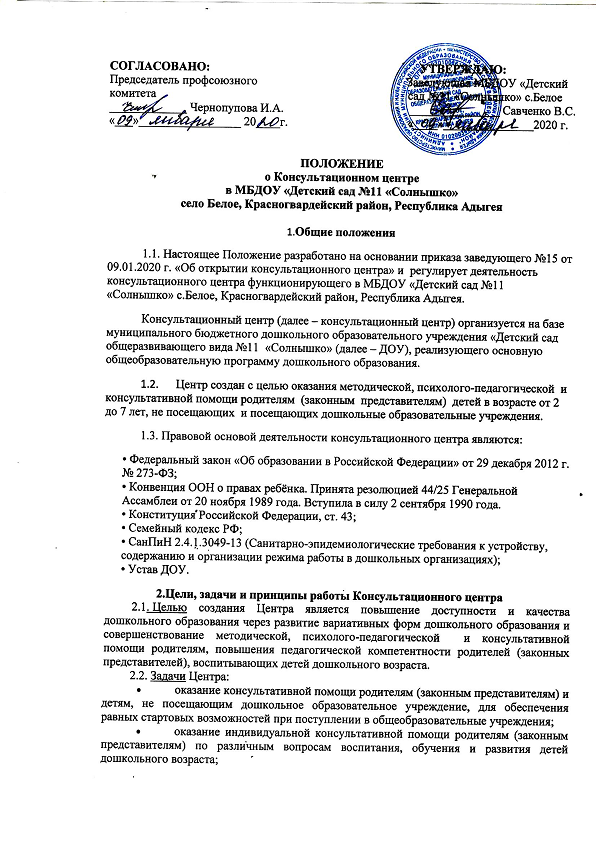 СОГЛАСОВАНО:
Председатель профсоюзного
комитета
Чернопупова И.А.
«09» января 2020г.
УТВЕРЖДАЮ:
Заведующая МБДОУ «Детский
сад №11 «Солнышко» с.Белое
Савченко В.С.
2020 г.
ПОЛОЖЕНИЕ
о Консультационном центре
в МБДОУ «Детский сад №11 «Солнышко»
село Белое, Красногвардейский район, Республика Адыгея
1.Общие положения
1.1. Настоящее Положение разработано на основании приказа заведующего №15 от
09.01.2020 г. «Об открытии консультационного центра» и регулирует деятельность
консультационного центра функционирующего в МБДОУ «Детский сад №11
«Солнышко» с.Белое, Красногвардейский район, Республика Адыгея.
Консультационный центр (далее – консультационный центр) организуется на базе
муниципального бюджетного дошкольного образовательного учреждения «Детский сад
общеразвивающего вида №11 «Солнышко» (далее – ДОУ), реализующего основную
общеобразовательную программу дошкольного образования.
1.2. Центр создан с целью оказания методической, психолого-педагогической и
консультативной помощи родителям (законным представителям) детей в возрасте от 2
до 7 лет, не посещающих и посещающих дошкольные образовательные учреждения.
1.3. Правовой основой деятельности консультационного центра являются:
• Федеральный закон «Об образовании в Российской Федерации» от 29 декабря 2012 г.
№ 273-ФЗ;
• Конвенция ООН о правах ребёнка. Принята резолюцией 44/25 Генеральной
Ассамблеи от 20 ноября 1989 года. Вступила в силу 2 сентября 1990 года.
• Конституция Российской Федерации, ст. 43;
• Семейный кодекс РФ;
• СанПиН 2.4.1.3049-13 (Санитарно-эпидемиологические требования к устройству,
содержанию и организации режима работы в дошкольных организациях);
• Устав ДОУ.
2.Цели, задачи и принципы работы Консультационного центра
2.1. Целью создания Центра является повышение доступности и качества
дошкольного образования через развитие вариативных форм дошкольного образования и
совершенствование методической, психолого-педагогической и консультативной
помощи родителям, повышения педагогической компетентности родителей (законных
представителей), воспитывающих детей дошкольного возраста.
2.2. Задачи Центра:
• оказание консультативной помощи родителям (законным представителям) и
детям, не посещающим дошкольное образовательное учреждение, для обеспечения
равных стартовых возможностей при поступлении в общеобразовательные учреждения;
• оказание индивидуальной консультативной помощи родителям (законным
представителям) по различным вопросам воспитания, обучения и развития детей
дошкольного возраста;